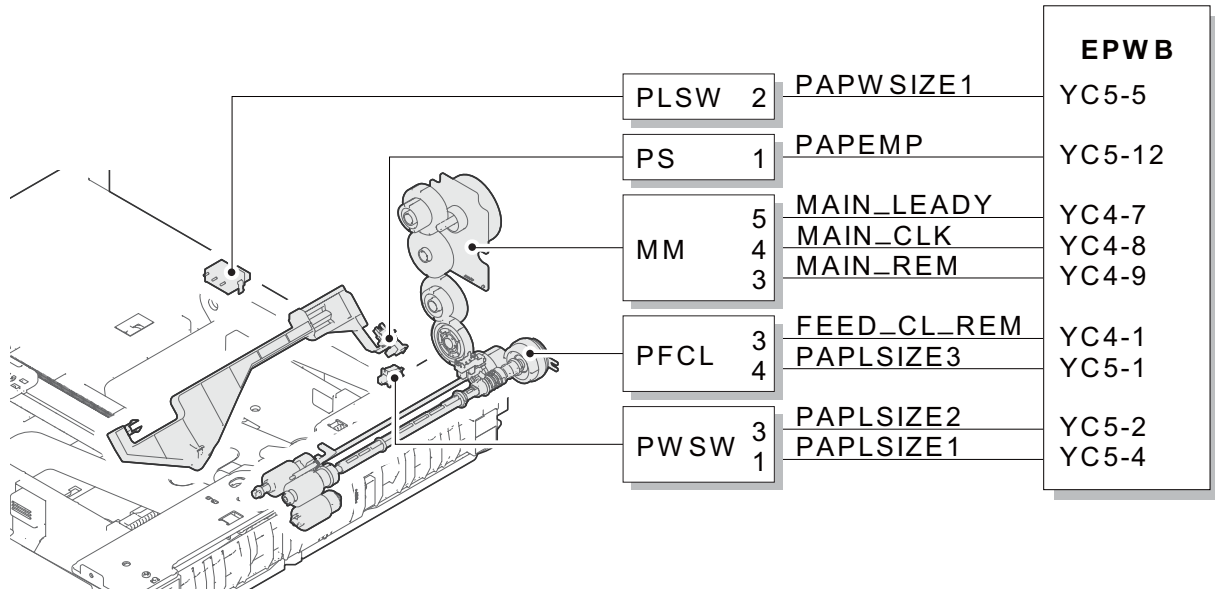 EPWB
PLSW 2 PAPWSIZE1 YC5-5
PS 1 PAPEMP YC5-12
MM
5 MAIN_LEADY YC4-7
4 MAIN_CLK YC4-8
3 MAIN_REM YC4-9
PFCL
3 FEED_CL_REM YC4-1
4 PAPLSIZE3 YC5-1
PWSW
3 PAPLSIZE2 YC5-2
1 PAPLSIZE1 YC5-4